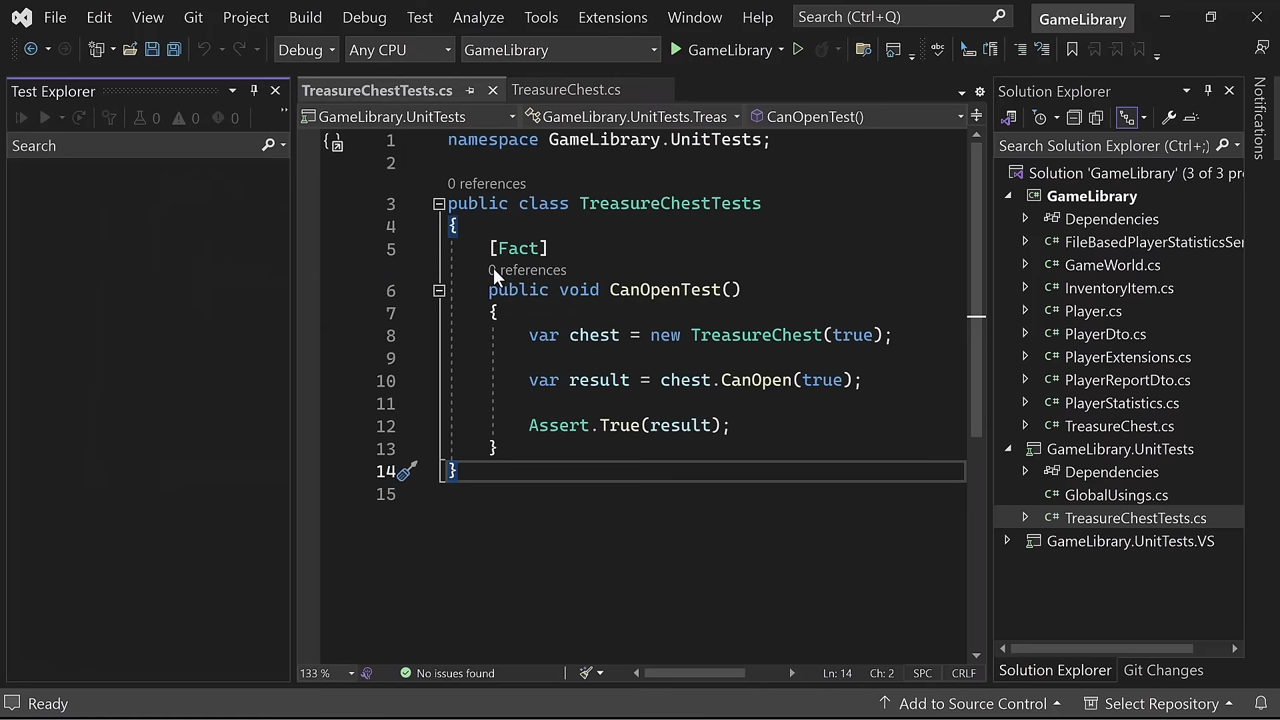 File Edit View Git Project Build Debug Test Analyze Tools Extensions Window Help Search (Ctrl+Q) GameLibrary
Debug Any CPU GameLibrary GameLibrary
Test Explorer
0 0 0
Search
TreasureChestTests.cs TreasureChest.cs
GameLibrary.UnitTests GameLibrary.UnitTests.Treas CanOpenTest()
1 namespace GameLibrary.UnitTests;
2
0 references
3 public class TreasureChestTests
4 {
5 [Fact]
0 references
6 public void CanOpenTest()
7 {
8 var chest = new TreasureChest(true);
9
10 var result = chest.CanOpen(true);
11
12 Assert.True(result);
13 }
14 }
15
133 % No issues found Ln: 14 Ch: 2 SPC CRLF
Solution Explorer
Search Solution Explorer (Ctrl+;)
Solution 'GameLibrary' (3 of 3 pr
GameLibrary
Dependencies
C# FileBasedPlayerStatisticsSer
C# GameWorld.cs
C# InventoryItem.cs
C# Player.cs
C# PlayerDto.cs
C# PlayerExtensions.cs
C# PlayerReportDto.cs
C# PlayerStatistics.cs
C# TreasureChest.cs
GameLibrary.UnitTests
Dependencies
C# GlobalUsings.cs
C# TreasureChestTests.cs
GameLibrary.UnitTests.VS
Solution Explorer Git Changes
Notifications
Ready Add to Source Control Select Repository